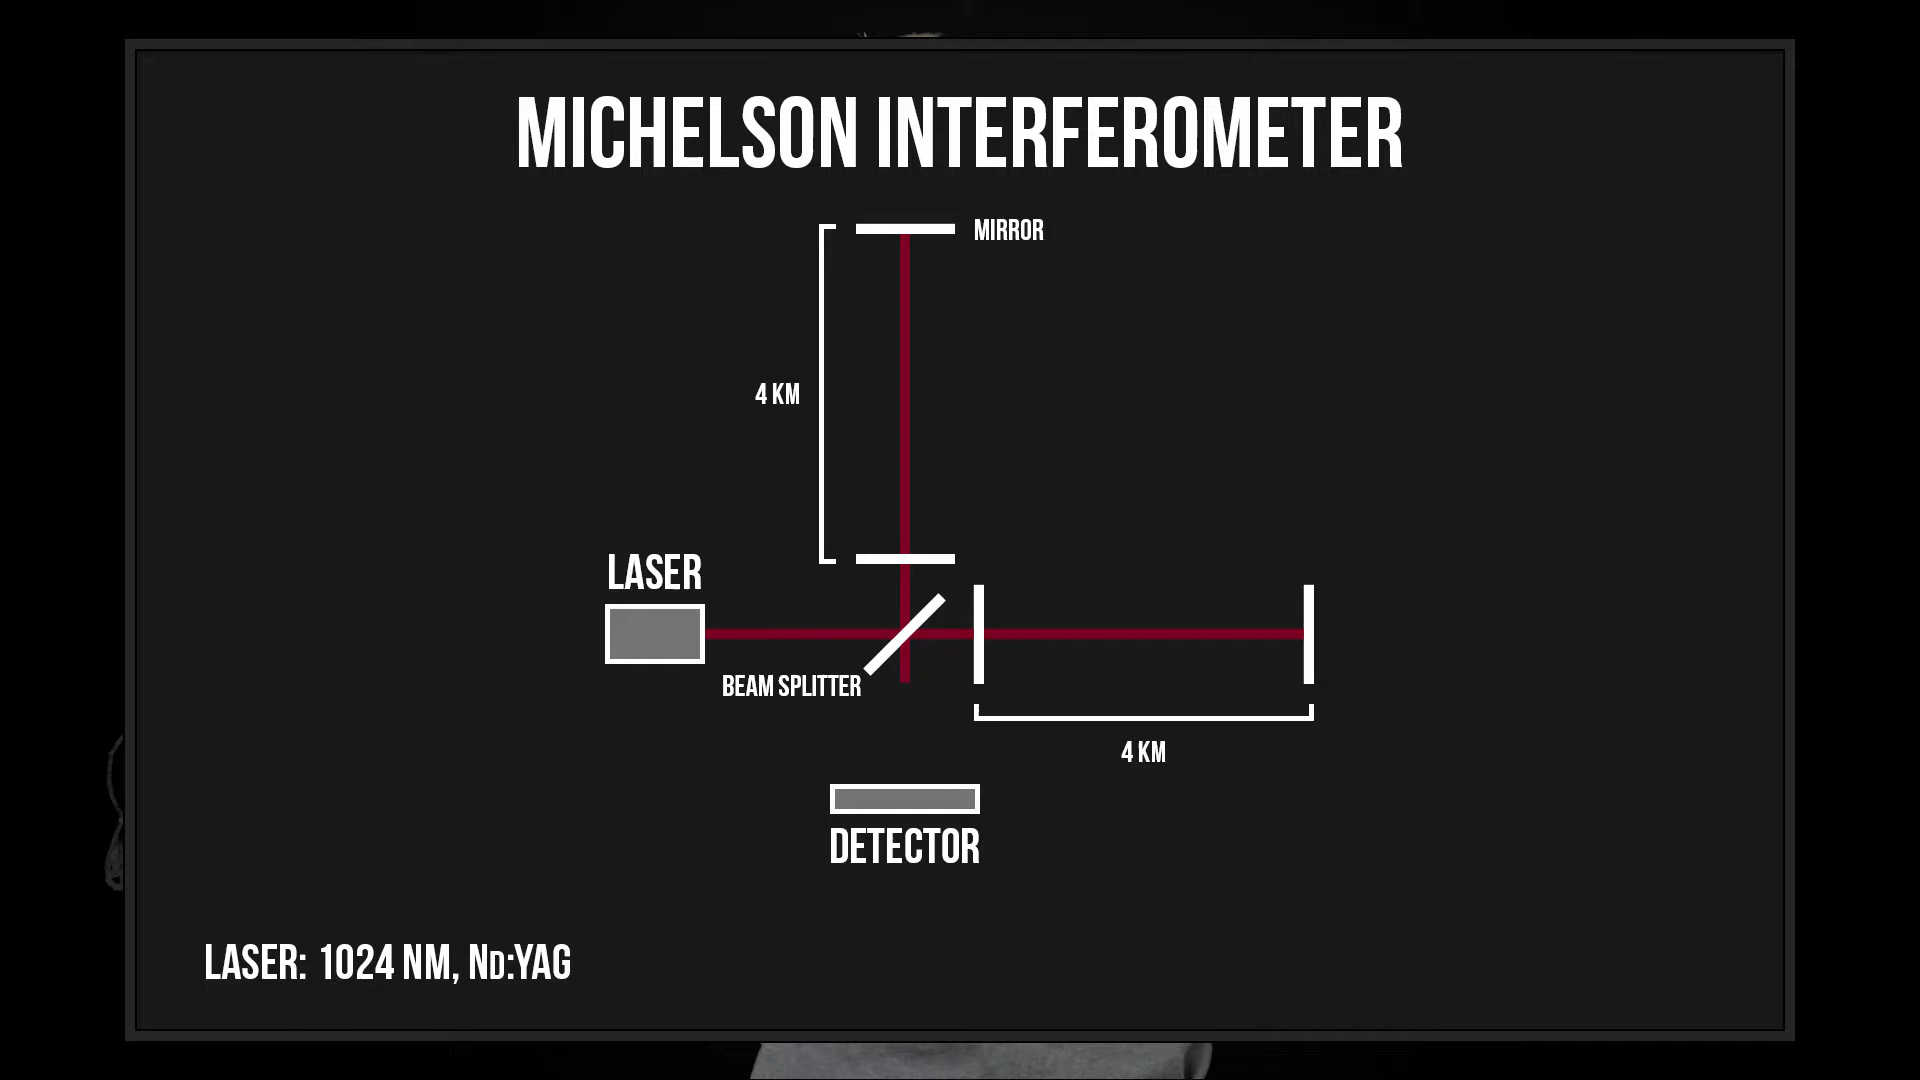 MICHELSON INTERFEROMETER
MIRROR
4 KM
LASER
BEAM SPLITTER
4 KM
DETECTOR
LASER: 1024 NM, ND:YAG